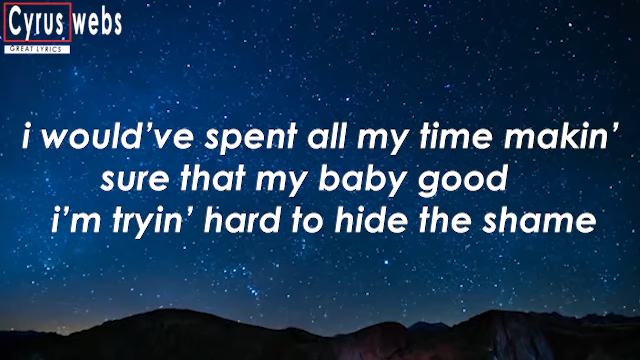 Cyrus webs
GREAT LYRICS
i would've spent all my time makin'
sure that my baby good
i'm tryin' hard to hide the shame